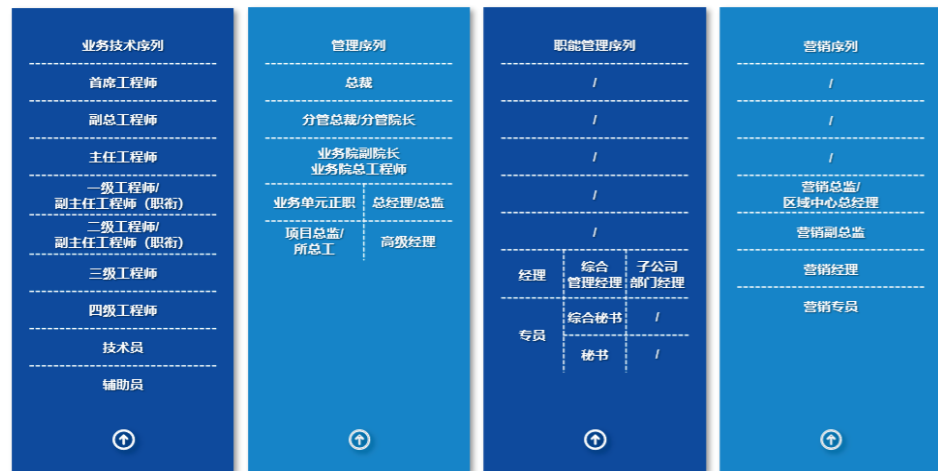 业务技术序列
首席工程师
副总工程师
主任工程师
一级工程师/
副主任工程师（职衔）
二级工程师/
副主任工程师（职衔）
三级工程师
四级工程师
技术员
辅助员
管理序列
总裁
分管总裁/分管院长
业务院副院长
业务院总工程师
业务单元正职 总经理/总监
项目总监/
所总工
高级经理
职能管理序列
/
/
/
/
/
经理
综合
管理经理
子公司
部门经理
专员
综合秘书 /
秘书 /
营销序列
/
/
/
营销总监/
区域中心总经理
营销副总监
营销经理
营销专员